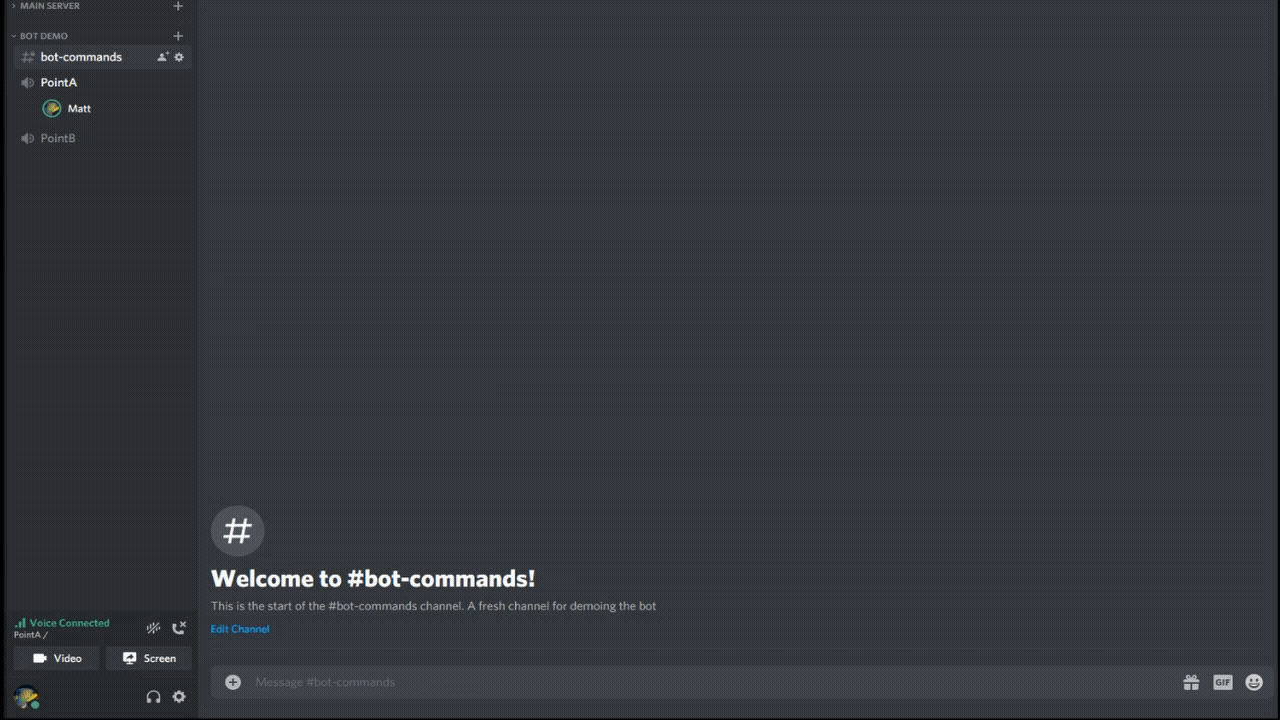 MAIN SERVER
BOT DEMO
bot-commands
PointA
Matt
PointB
Welcome to #bot-commands!
This is the start of the #bot-commands channel. A fresh channel for demoing the bot
Edit Channel
Voice Connected
PointA /
Video
Screen
Message #bot-commands
GIF